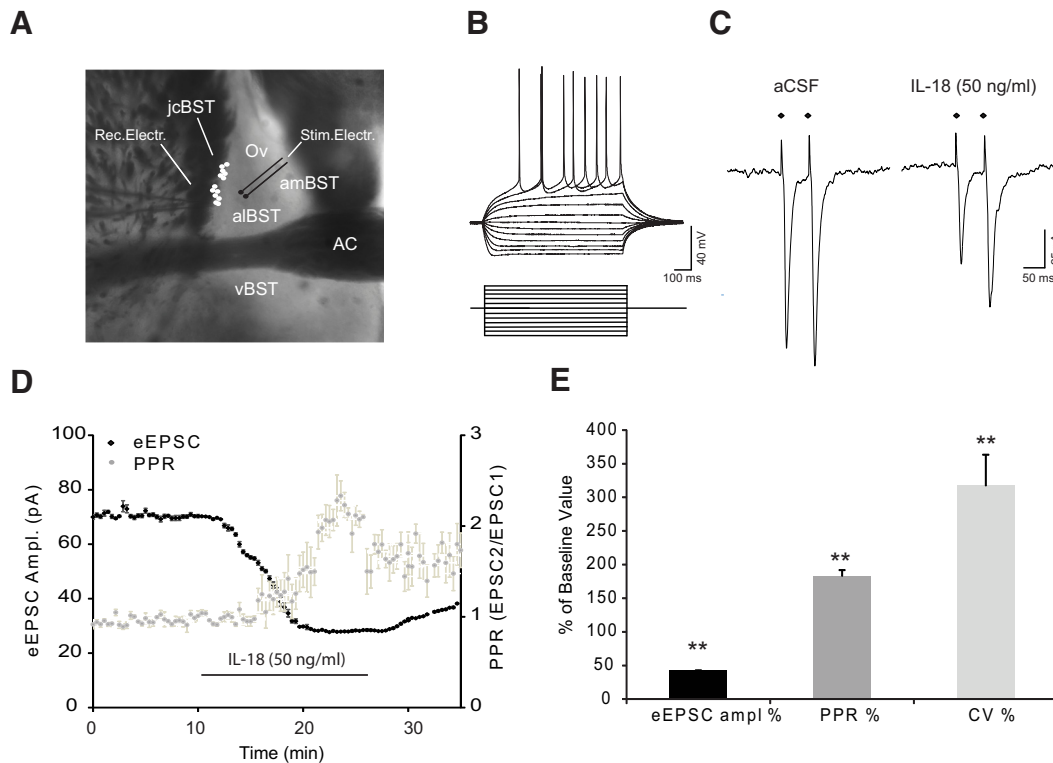 A
B
C
jcBST
Rec.Electr.
Ov
Stim.Electr.
amBST
alBST
AC
vBST
40 mV
100 ms
aCSF
IL-18 (50 ng/ml)
50 ms
D
E
100
80
60
40
20
0
eEPSC Ampl. (pA)
eEPSC
PPR
IL-18 (50 ng/ml)
3
2
1
0
PPR (EPSC2/EPSC1)
0
10
20
30
Time (min)
400
350
300
250
200
150
100
50
0
% of Baseline Value
**
**
**
eEPSC ampl %
PPR %
CV %